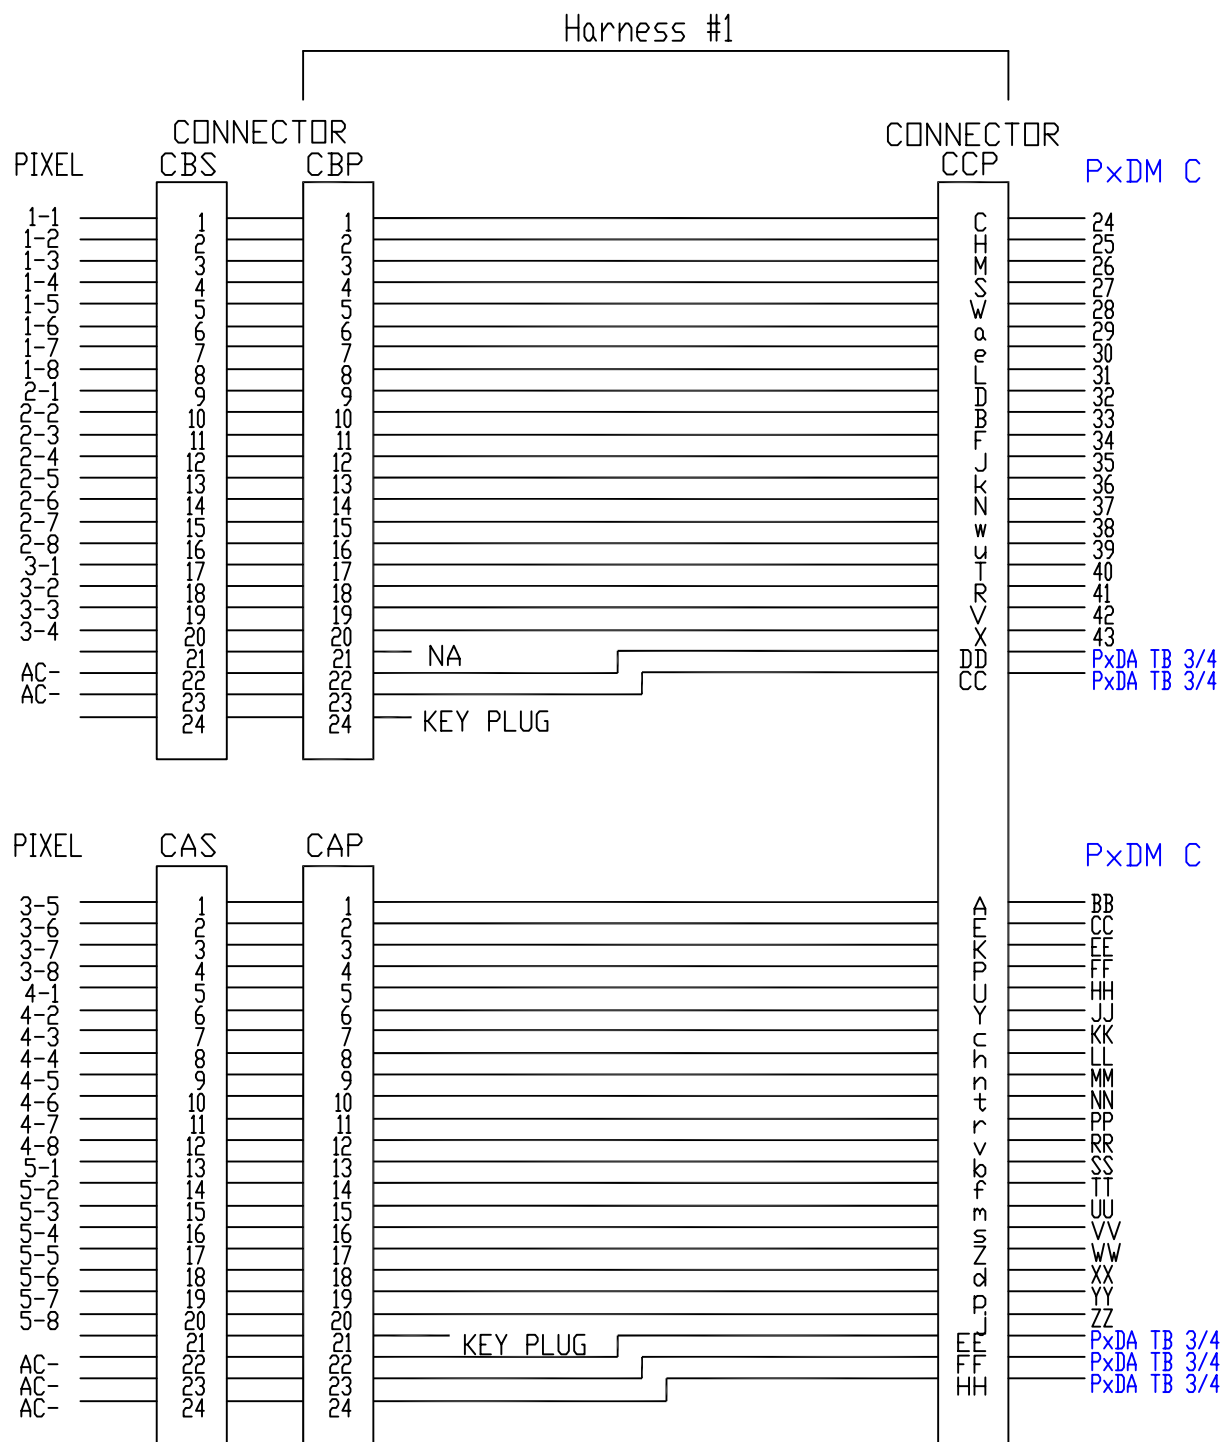 Harness #1
CONNECTOR CONNECTOR
PIXEL CBS CBP CCP PxDM C
1-1 1 1 C 24
1-2 2 2 H 25
1-3 3 3 M 26
1-4 4 4 S 27
1-5 5 5 W 28
1-6 6 6 a 29
1-7 7 7 e 30
1-8 8 8 L 31
2-1 9 9 D 32
2-2 10 10 B 33
2-3 11 11 F 34
2-4 12 12 J 35
2-5 13 13 k 36
2-6 14 14 N 37
2-7 15 15 w 38
2-8 16 16 u 39
3-1 17 17 T 40
3-2 18 18 R 41
3-3 19 19 V 42
3-4 20 20 X 43
21 21 NA DD PxDA TB 3/4
AC- 22 22 CC PxDA TB 3/4
AC- 23 23
24 24 KEY PLUG
PIXEL CAS CAP PxDM C
3-5 1 1 A BB
3-6 2 2 E CC
3-7 3 3 K EE
3-8 4 4 P FF
4-1 5 5 U HH
4-2 6 6 Y JJ
4-3 7 7 c KK
4-4 8 8 h LL
4-5 9 9 n MM
4-6 10 10 t NN
4-7 11 11 r PP
4-8 12 12 v RR
5-1 13 13 b SS
5-2 14 14 f TT
5-3 15 15 m UU
5-4 16 16 s VV
5-5 17 17 Z WW
5-6 18 18 d XX
5-7 19 19 p YY
5-8 20 20 j ZZ
21 21 KEY PLUG EE PxDA TB 3/4
AC- 22 22 FF PxDA TB 3/4
AC- 23 23 HH PxDA TB 3/4
AC- 24 24